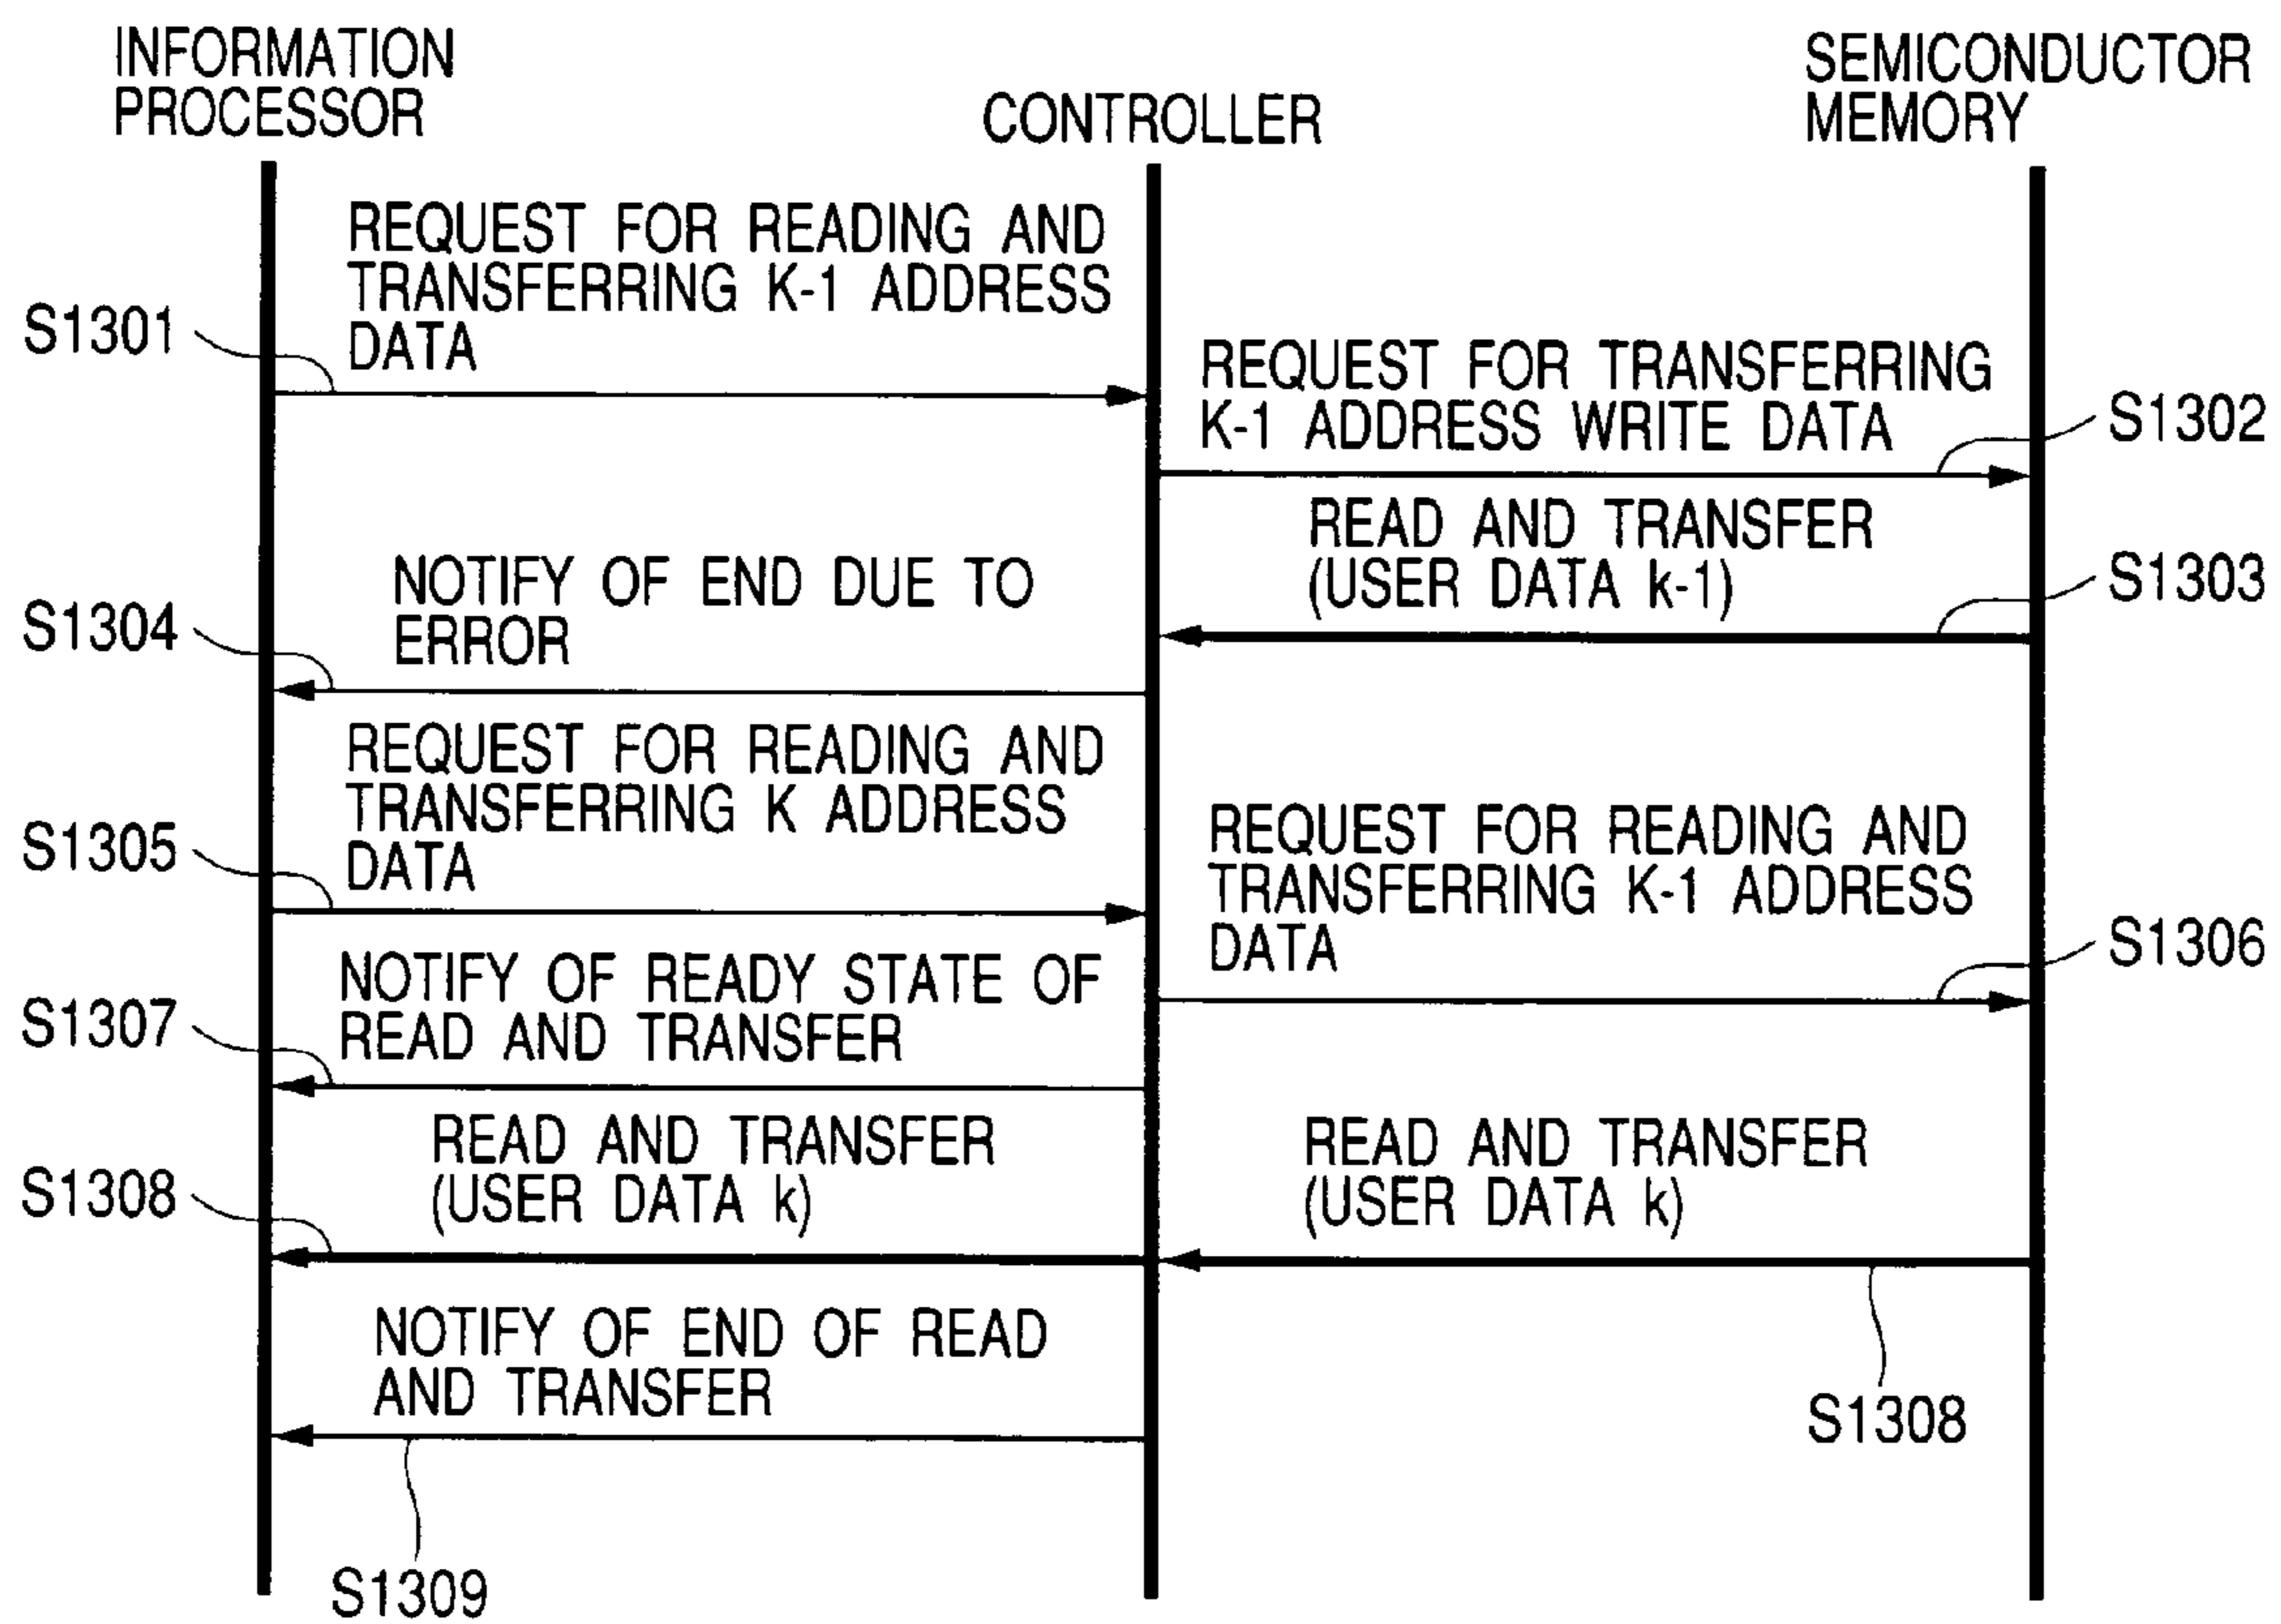 INFORMATION
PROCESSOR
CONTROLLER
SEMICONDUCTOR
MEMORY
REQUEST FOR READING AND
TRANSFERRING K-1 ADDRESS
DATA
S1301
REQUEST FOR TRANSFERRING
K-1 ADDRESS WRITE DATA
S1302
READ AND TRANSFER
(USER DATA k-1)
S1303
NOTIFY OF END DUE TO
ERROR
S1304
REQUEST FOR READING AND
TRANSFERRING K ADDRESS
DATA
S1305
REQUEST FOR READING AND
TRANSFERRING K-1 ADDRESS
DATA
S1306
NOTIFY OF READY STATE OF
READ AND TRANSFER
S1307
READ AND TRANSFER
(USER DATA k)
S1308
READ AND TRANSFER
(USER DATA k)
S1308
NOTIFY OF END OF READ
AND TRANSFER
S1309